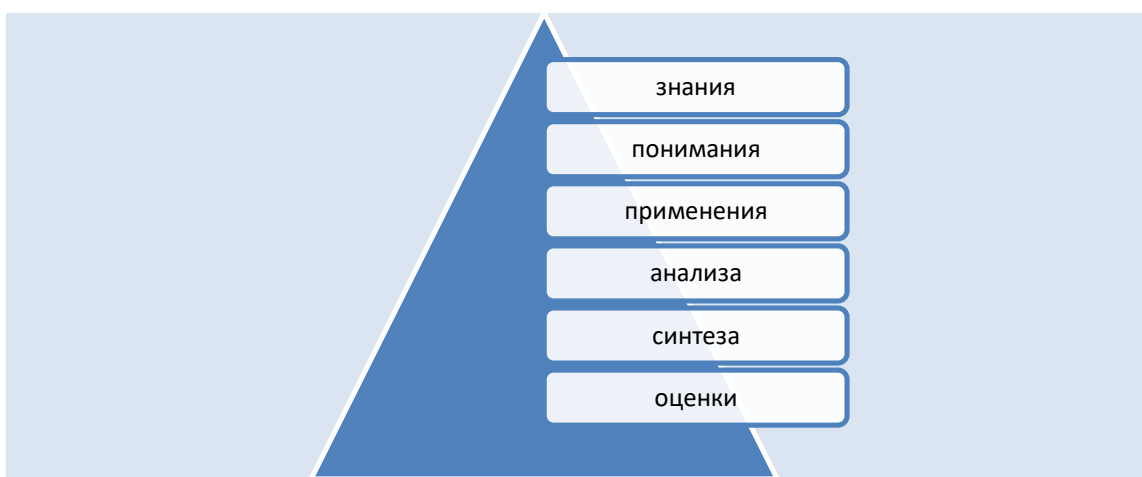 знания
понимания
применения
анализа
синтеза
оценки